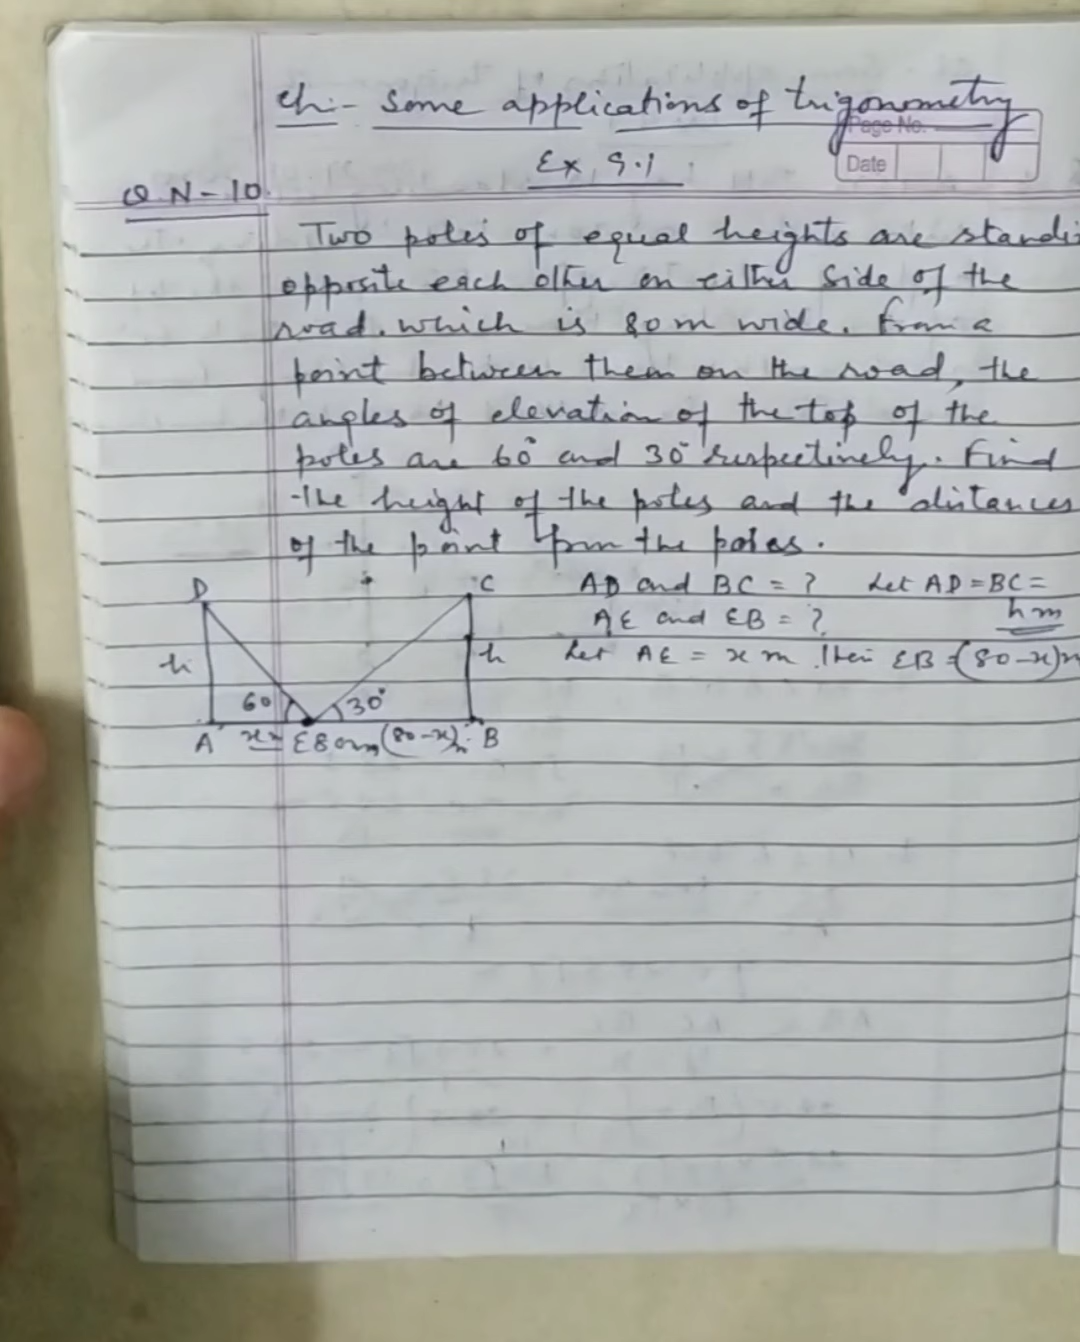 Ch:- Some applications of trigonometry
Page No.
Date
Ex 9.1
Q.N-10.
Two poles of equal heights are standi
opposite each other on either side of the
road. which is 80m wide. From a
point between them on the road, the
angles of elevation of the top of the
poles are 60° and 30° respectively. Find
the height of the poles and the distances
of the point from the poles.
D C AD and BC = ? Let AD = BC =
AE and EB = ? h m
h h Let AE = x m. Then EB = (80-x)m
60 30°
A x E 80m (80-x) B